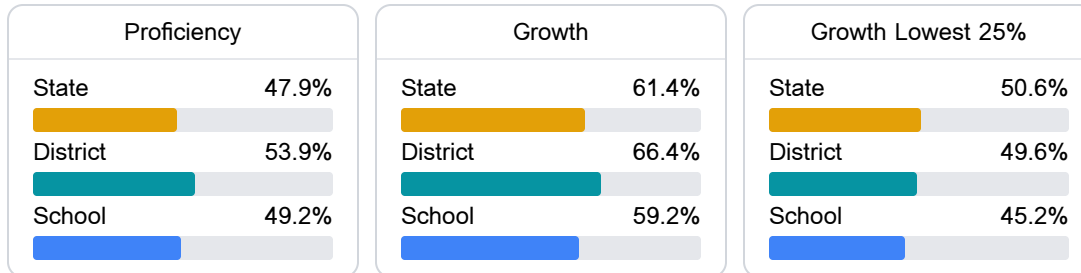 Proficiency
State 47.9%
District 53.9%
School 49.2%
Growth
State 61.4%
District 66.4%
School 59.2%
Growth Lowest 25%
State 50.6%
District 49.6%
School 45.2%